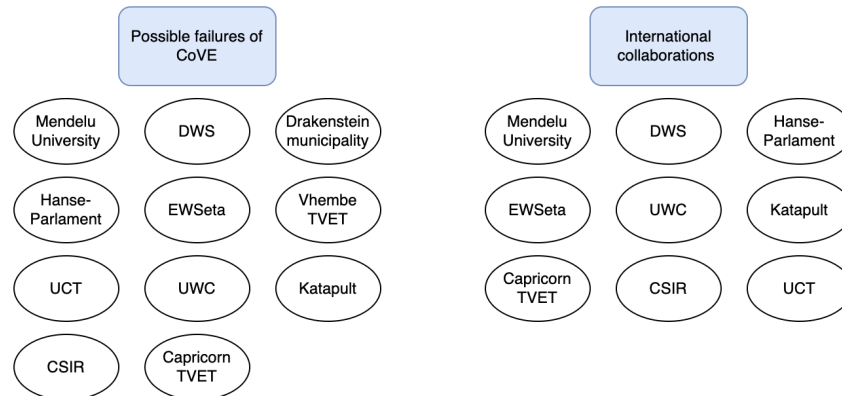 Possible failures of
CoVE
Mendelu
University
DWS
Drakenstein
municipality
Hanse-
Parlament
EWSeta
Vhembe
TVET
UCT
UWC
Katapult
CSIR
Capricorn
TVET
International
collaborations
Mendelu
University
DWS
Hanse-
Parlament
EWSeta
UWC
Katapult
Capricorn
TVET
CSIR
UCT